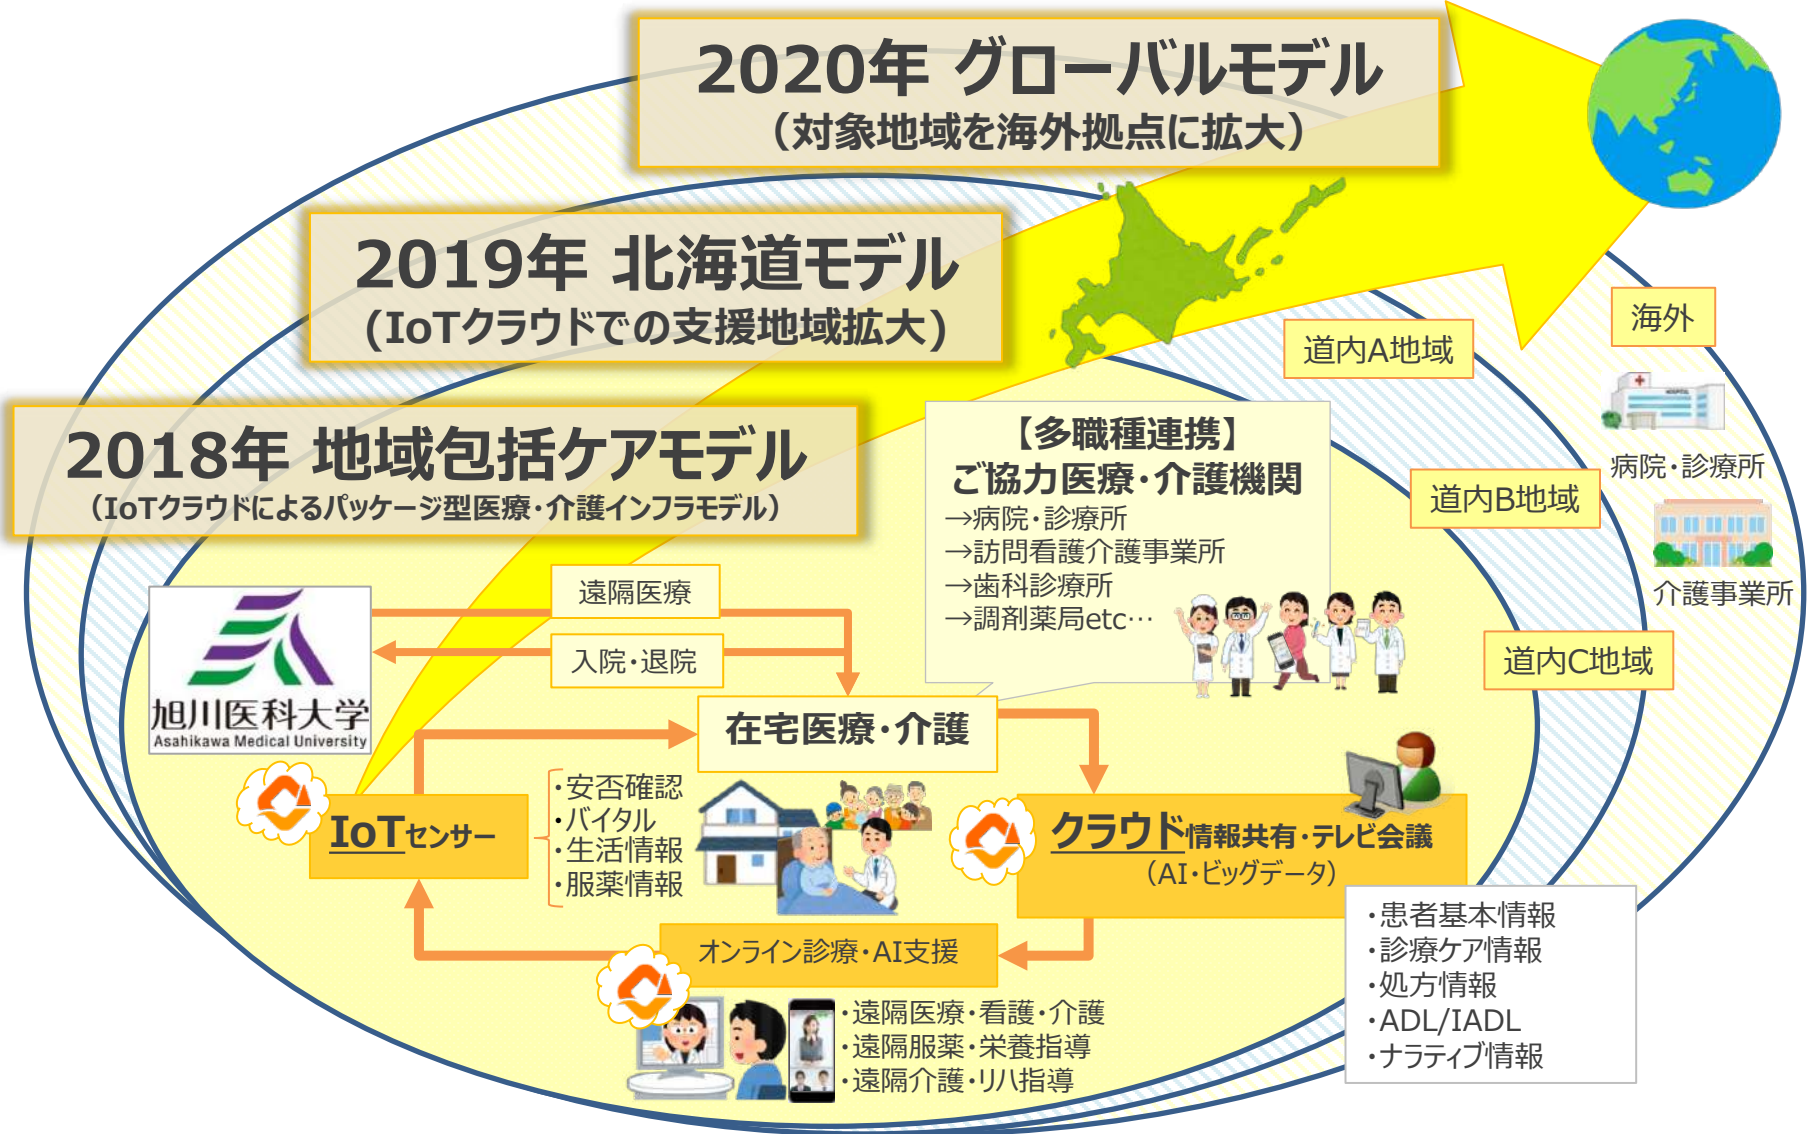 2020年 グローバルモデル
（対象地域を海外拠点に拡大）
2019年 北海道モデル
(IoTクラウドでの支援地域拡大)
2018年 地域包括ケアモデル
（IoTクラウドによるパッケージ型医療・介護インフラモデル）
海外
道内A地域
HOSPITAL
病院・診療所
道内B地域
介護事業所
道内C地域
【多職種連携】
ご協力医療・介護機関
→病院・診療所
→訪問看護介護事業所
→歯科診療所
→調剤薬局etc…
遠隔医療
入院・退院
旭川医科大学
Asahikawa Medical University
在宅医療・介護
IoTセンサー
・安否確認
・バイタル
・生活情報
・服薬情報
クラウド情報共有・テレビ会議
（AI・ビッグデータ）
・患者基本情報
・診療ケア情報
・処方情報
・ADL/IADL
・ナラティブ情報
オンライン診療・AI支援
・遠隔医療・看護・介護
・遠隔服薬・栄養指導
・遠隔介護・リハ指導